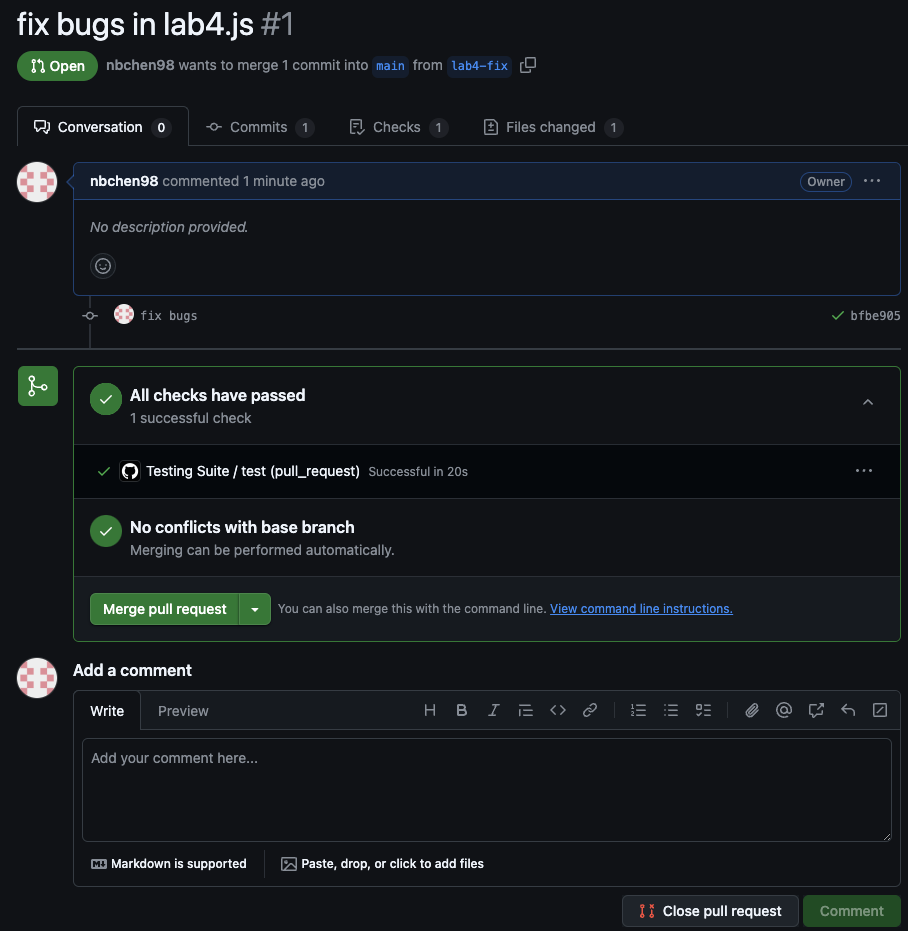 fix bugs in lab4.js #1
Open nbchen98 wants to merge 1 commit into main from lab4-fix
Conversation 0 Commits 1 Checks 1 Files changed 1
nbchen98 commented 1 minute ago Owner
No description provided.
fix bugs bfbe905
All checks have passed
1 successful check
Testing Suite / test (pull_request) Successful in 20s
No conflicts with base branch
Merging can be performed automatically.
Merge pull request You can also merge this with the command line. View command line instructions.
Add a comment
Write Preview
Add your comment here...
Markdown is supported Paste, drop, or click to add files
Close pull request Comment